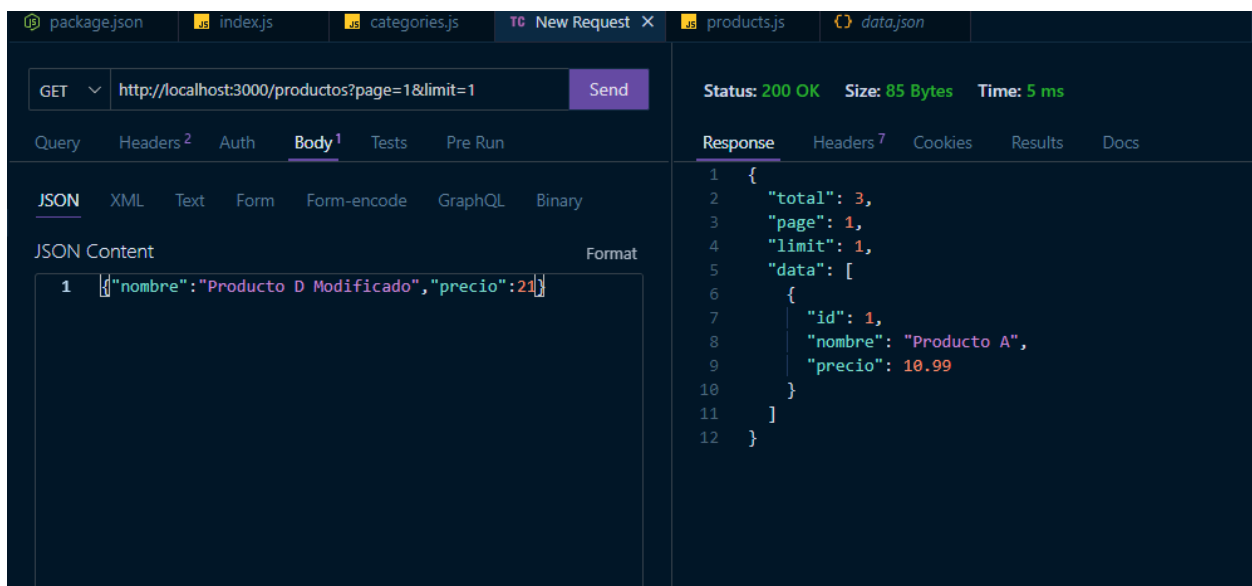 package.json JS index.js JS categories.js TC New Request × JS products.js {} data.json
GET http://localhost:3000/productos?page=1&limit=1 Send
Status: 200 OK Size: 85 Bytes Time: 5 ms
Query Headers 2 Auth Body 1 Tests Pre Run
Response Headers 7 Cookies Results Docs
JSON XML Text Form Form-encode GraphQL Binary
JSON Content Format
1 {"nombre":"Producto D Modificado","precio":21}
1 {
2 "total": 3,
3 "page": 1,
4 "limit": 1,
5 "data": [
6 {
7 "id": 1,
8 "nombre": "Producto A",
9 "precio": 10.99
10 }
11 ]
12 }